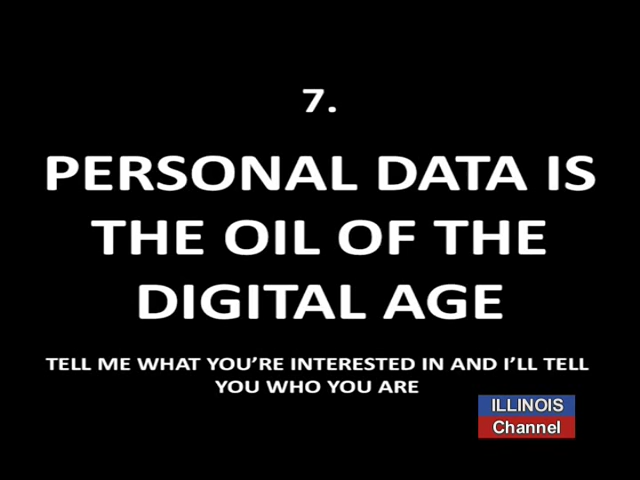 7.
PERSONAL DATA IS
THE OIL OF THE
DIGITAL AGE
TELL ME WHAT YOU’RE INTERESTED IN AND I’LL TELL
YOU WHO YOU ARE
ILLINOIS
Channel